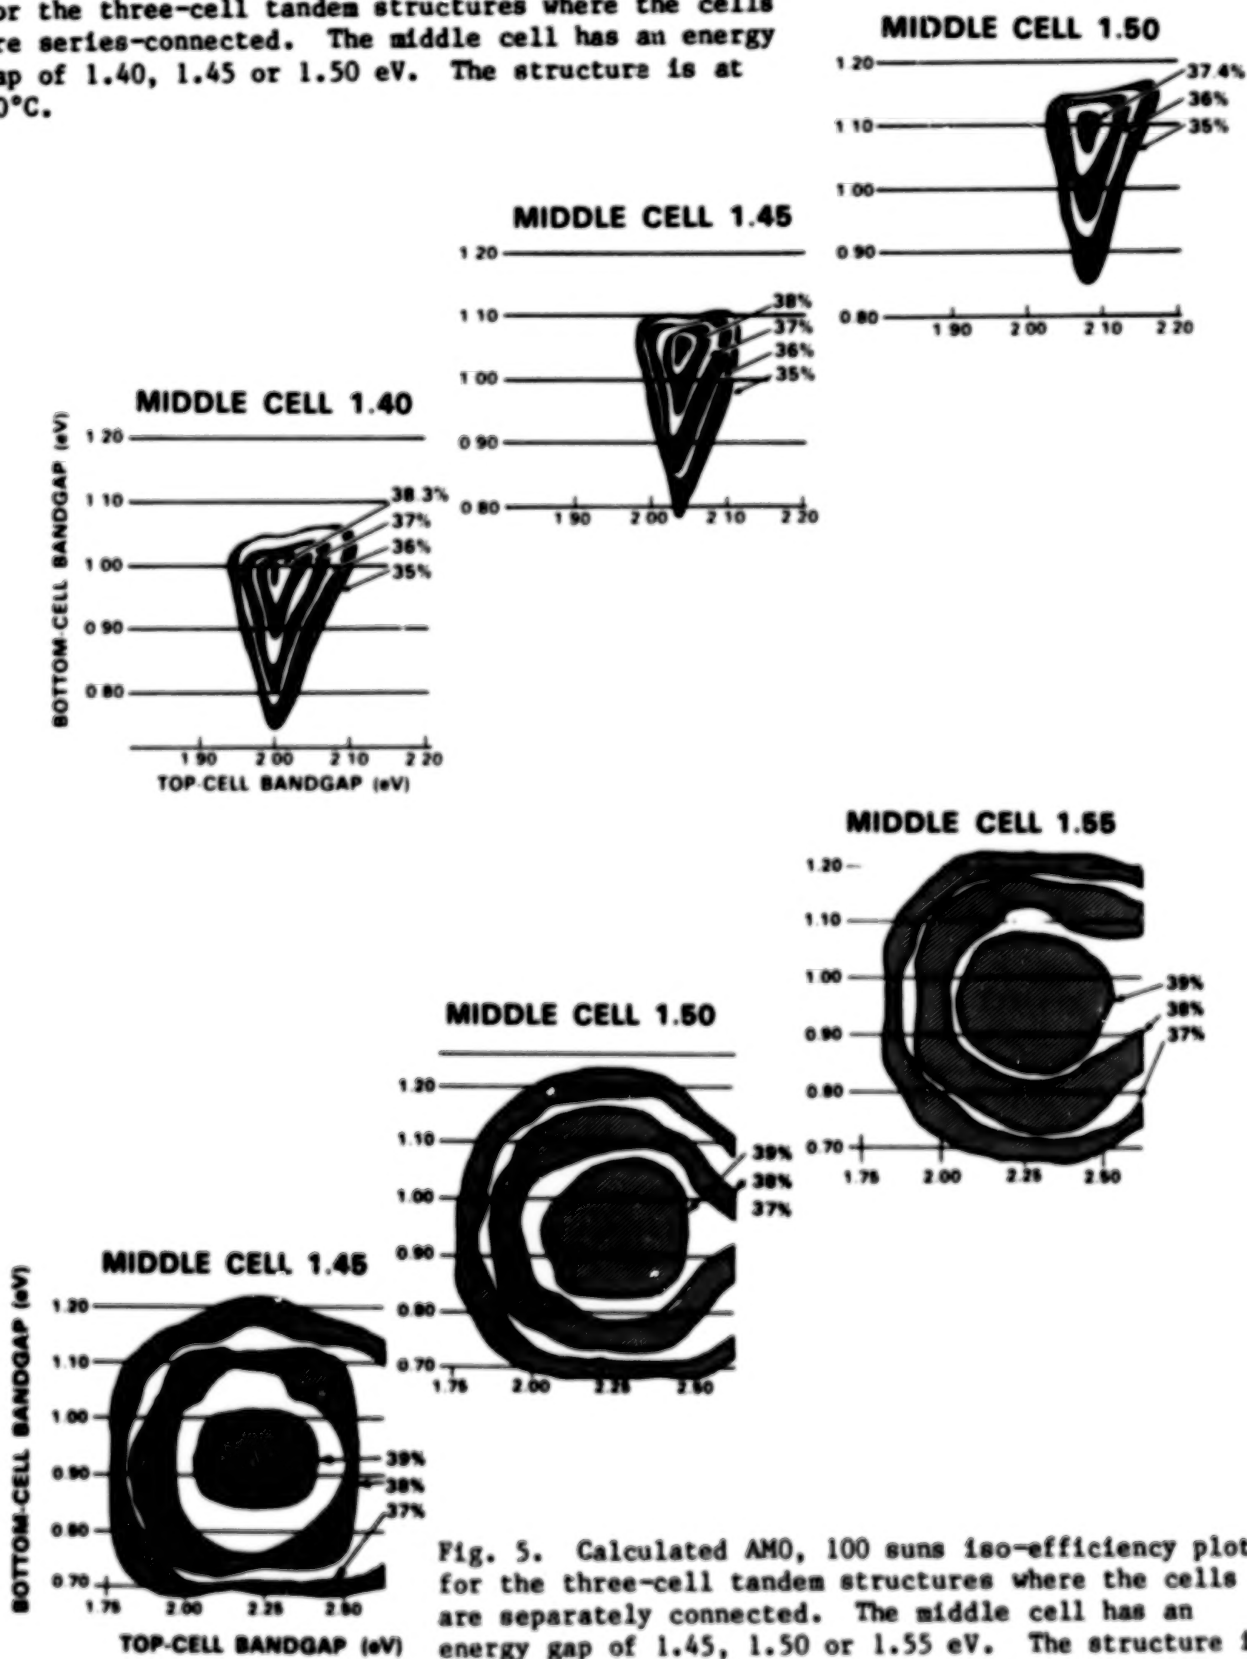 or the three-cell tandem structures where the cells
re series-connected. The middle cell has an energy
ap of 1.40, 1.45 or 1.50 eV. The structure is at
0°C.
MIDDLE CELL 1.50
1 20
1 10
1 00
0 90
0 80
37.4%
36%
35%
1 90 2 00 2 10 2 20
MIDDLE CELL 1.45
1 20
1 10
1 00
0 90
0 80
38%
37%
36%
35%
1 90 2 00 2 10 2 20
MIDDLE CELL 1.40
BOTTOM-CELL BANDGAP (eV)
1 20
1 10
1 00
0 90
0 80
38.3%
37%
36%
35%
1 90 2 00 2 10 2 20
TOP-CELL BANDGAP (eV)
MIDDLE CELL 1.55
1.20
1.10
1.00
0.90
0.80
0.70
39%
38%
37%
1.75 2.00 2.25 2.50
MIDDLE CELL 1.50
1.20
1.10
1.00
0.90
0.80
0.70
39%
38%
37%
1.75 2.00 2.25 2.50
MIDDLE CELL 1.45
BOTTOM-CELL BANDGAP (eV)
1.20
1.10
1.00
0.90
0.80
0.70
39%
38%
37%
1.75 2.00 2.25 2.50
TOP-CELL BANDGAP (eV)
Fig. 5. Calculated AM0, 100 suns iso-efficiency plot
for the three-cell tandem structures where the cells
are separately connected. The middle cell has an
energy gap of 1.45, 1.50 or 1.55 eV. The structure i